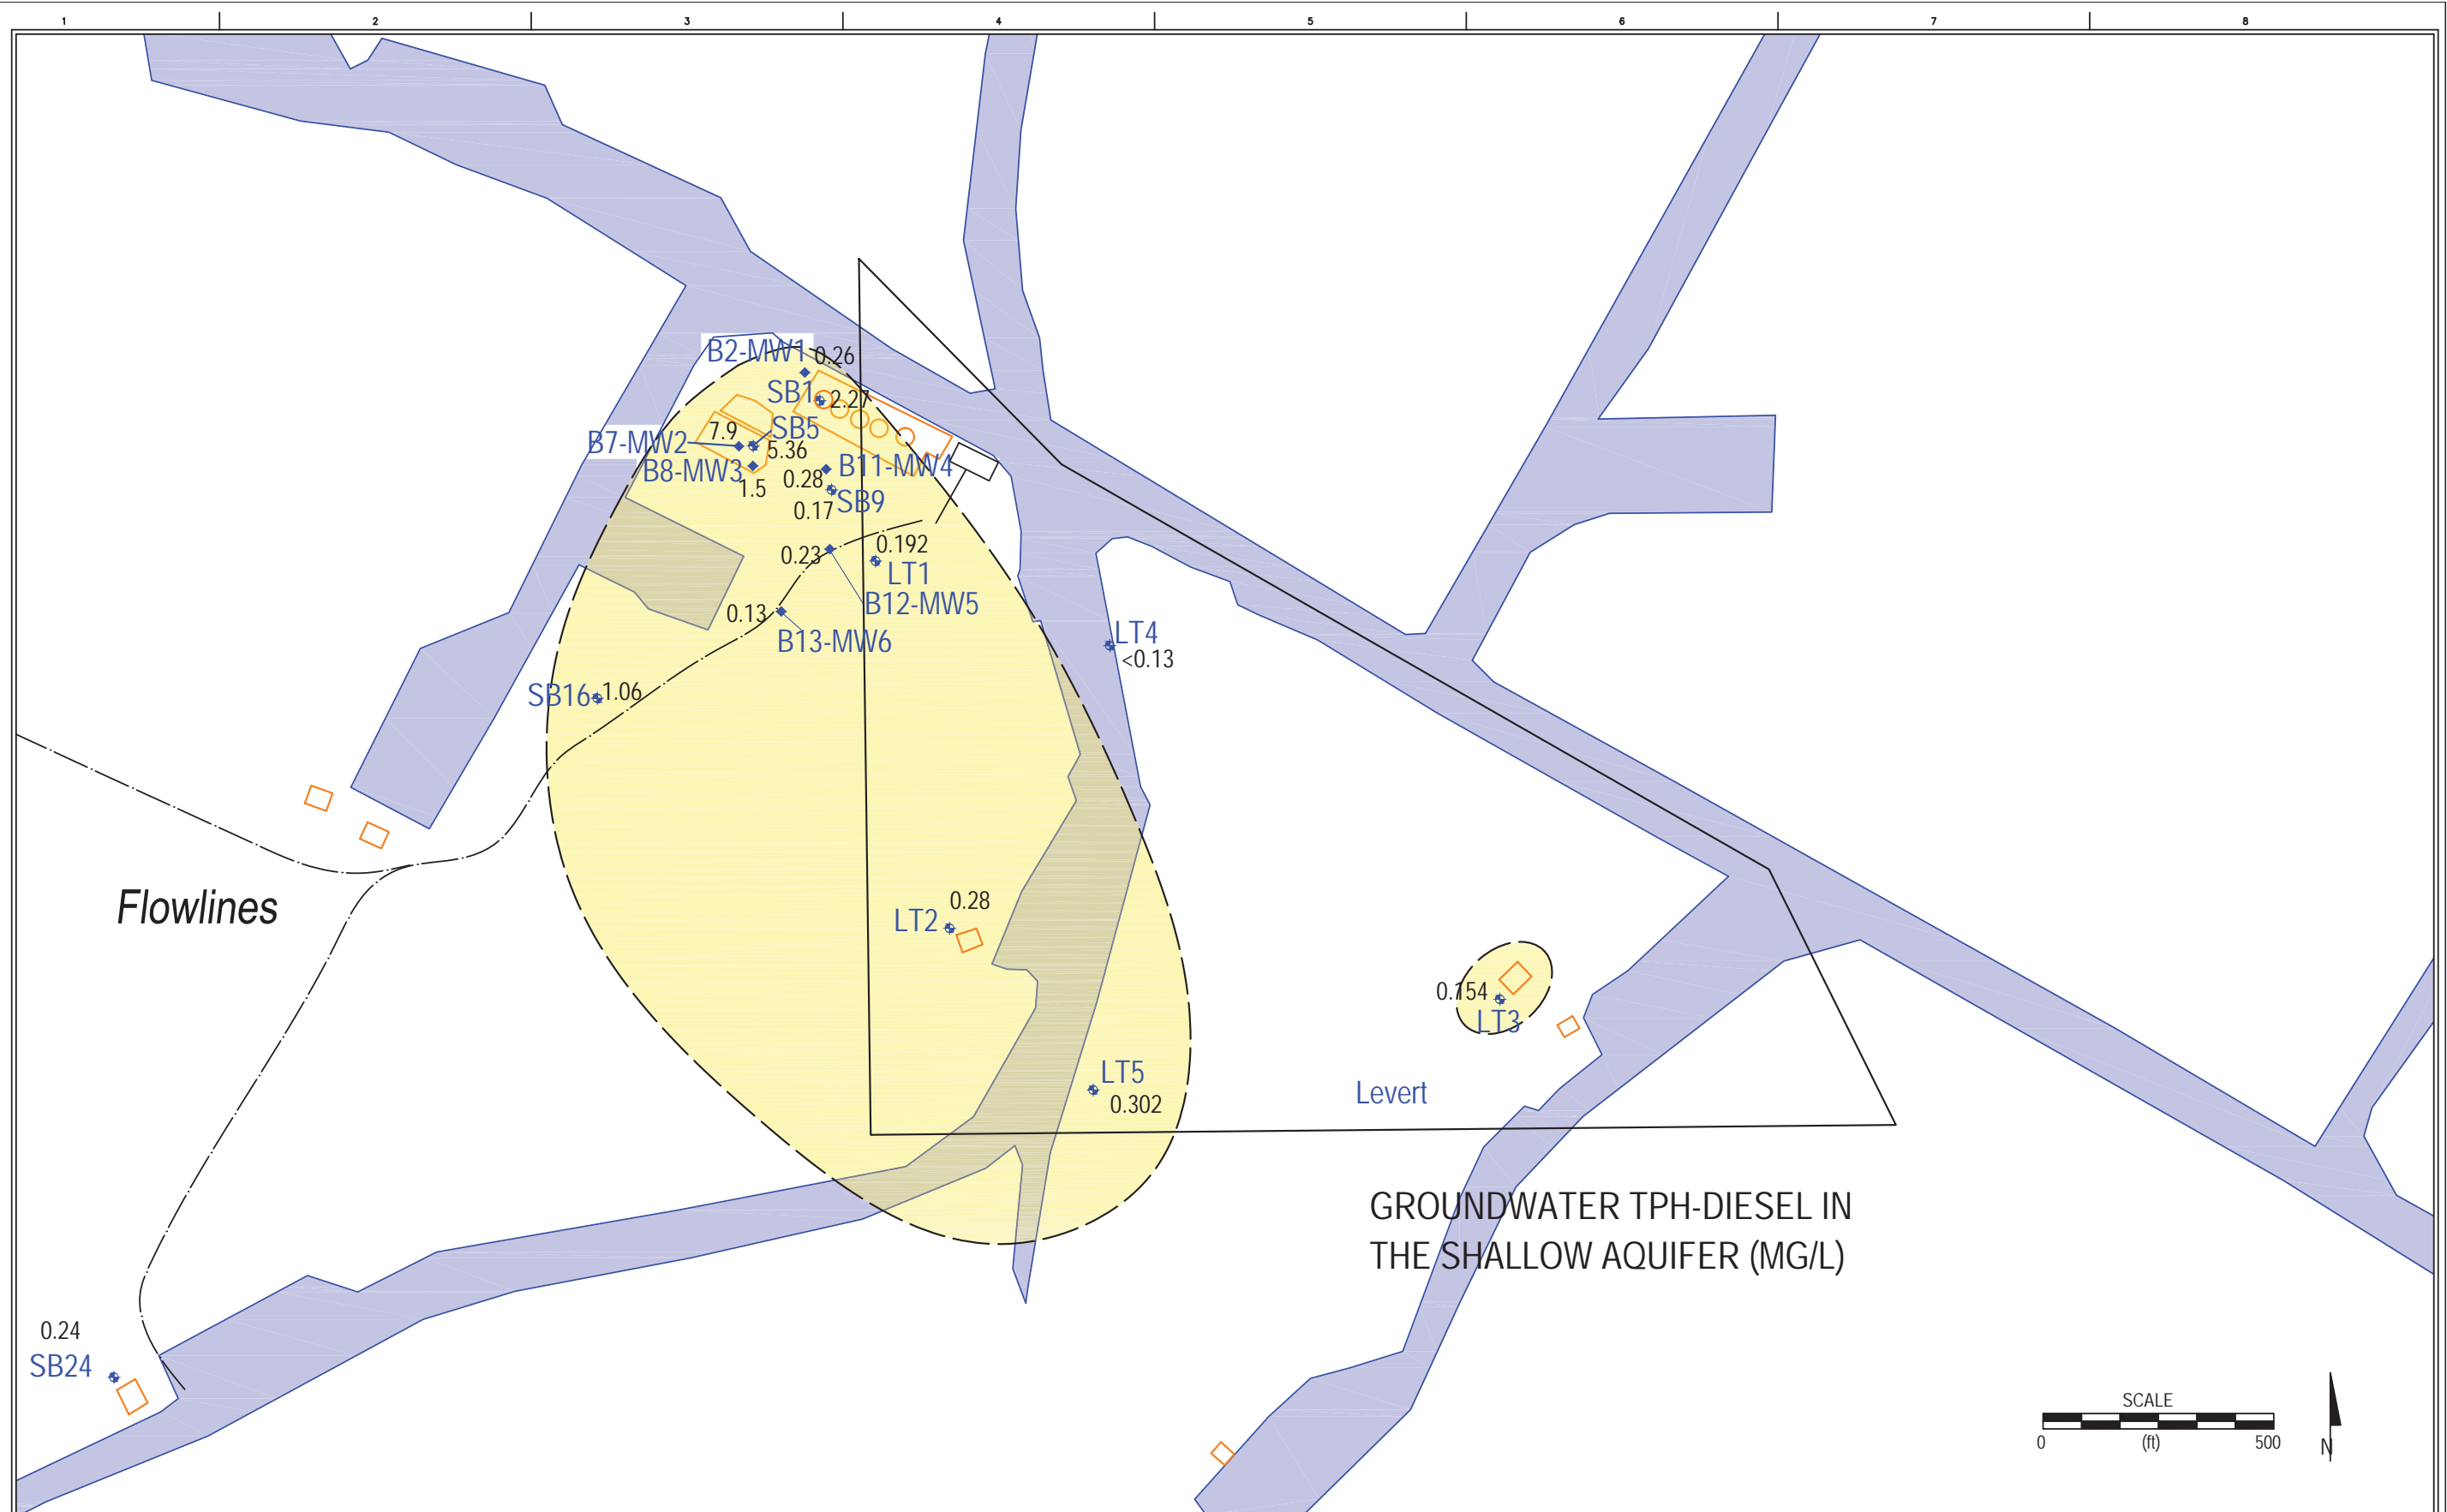 1 2 3 4 5 6 7 8
B2-MW1 0.26
SB1 2.27
SB5
7.9
B7-MW2
5.36
B8-MW3
1.5
B11-MW4
0.28
SB9
0.17
0.23
0.192
LT1
B12-MW5
0.13
B13-MW6
LT4
<0.13
SB16 1.06
Flowlines
0.28
LT2
0.154
LT3
LT5
0.302
Levert
GROUNDWATER TPH-DIESEL IN
THE SHALLOW AQUIFER (MG/L)
0.24
SB24
SCALE
0 (ft) 500
N